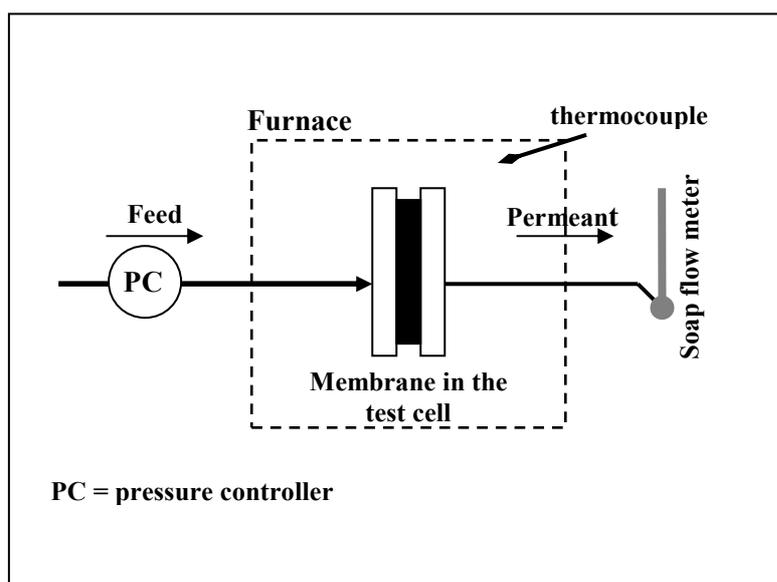 Furnace
thermocouple
Feed
PC
Permeant
Soap flow meter
Membrane in the
test cell
PC = pressure controller